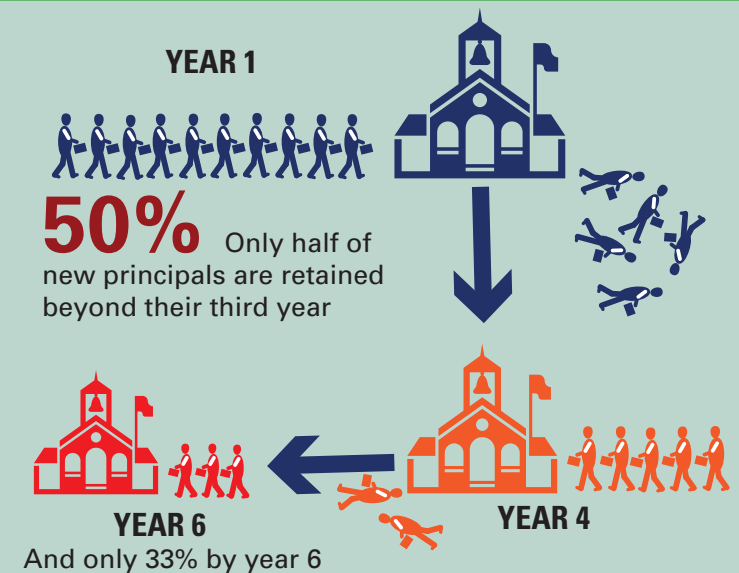 YEAR 1
50% Only half of
new principals are retained
beyond their third year
YEAR 4
YEAR 6
And only 33% by year 6